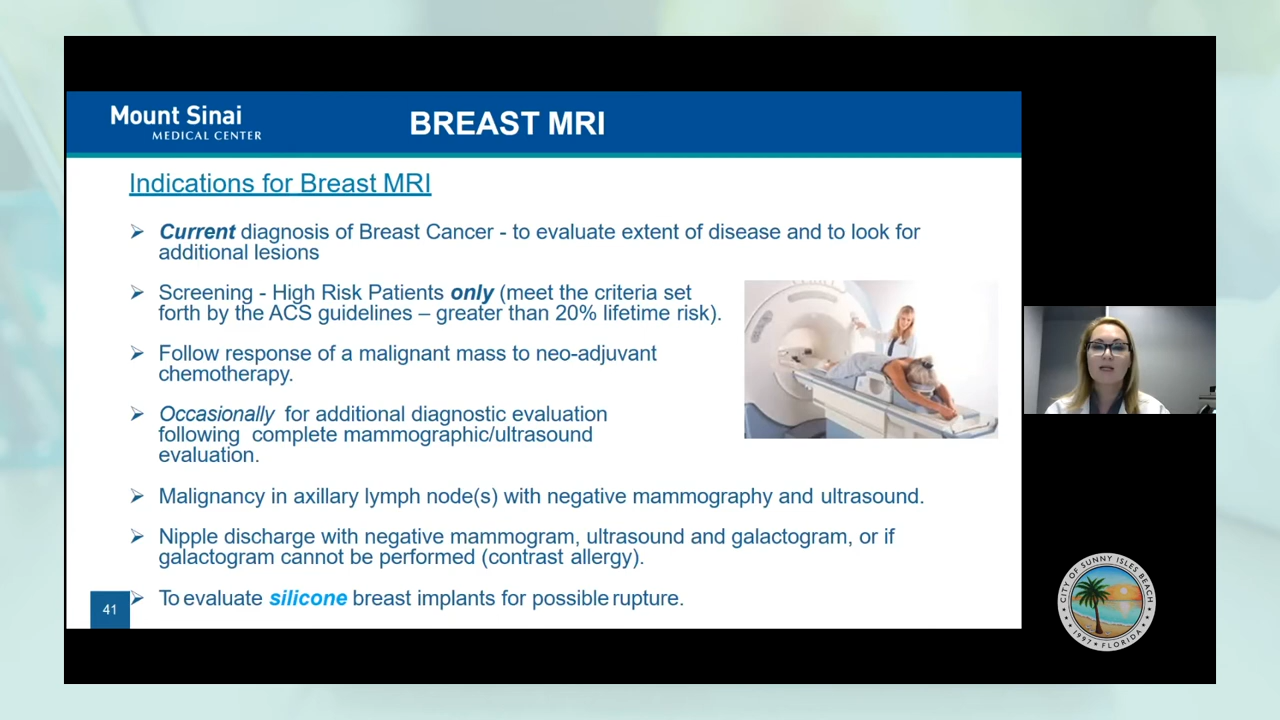 Mount Sinai
MEDICAL CENTER
BREAST MRI
Indications for Breast MRI
➢ Current diagnosis of Breast Cancer - to evaluate extent of disease and to look for
additional lesions
➢ Screening - High Risk Patients only (meet the criteria set
forth by the ACS guidelines – greater than 20% lifetime risk).
➢ Follow response of a malignant mass to neo-adjuvant
chemotherapy.
➢ Occasionally for additional diagnostic evaluation
following complete mammographic/ultrasound
evaluation.
➢ Malignancy in axillary lymph node(s) with negative mammography and ultrasound.
➢ Nipple discharge with negative mammogram, ultrasound and galactogram, or if
galactogram cannot be performed (contrast allergy).
➢ To evaluate silicone breast implants for possible rupture.
41
CITY OF SUNNY ISLES BEACH
1997 • FLORIDA